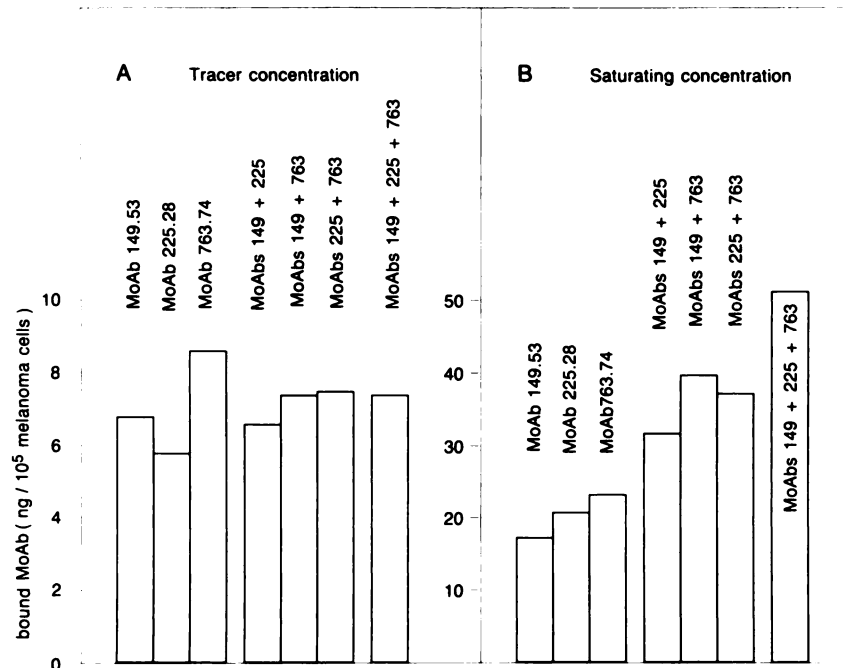 A Tracer concentration
MoAb 149.53
MoAb 225.28
MoAb 763.74
MoAbs 149 + 225
MoAbs 149 + 763
MoAbs 225 + 763
MoAbs 149 + 225 + 763
bound MoAb ( ng / 10⁵ melanoma cells )
10
8
6
4
2
0
B Saturating concentration
MoAb 149.53
MoAb 225.28
MoAb763.74
MoAbs 149 + 225
MoAbs 149 + 763
MoAbs 225 + 763
MoAbs 149 + 225 + 763
50
40
30
20
10